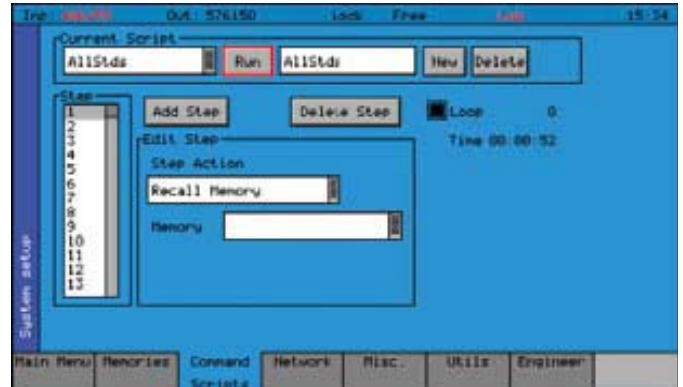 Inp: Out: 576i50 Lock Free 15-34
Current Script
AllStds Run AllStds New Delete
Step
Add Step Delete Step Loop 0
Edit Step Time 00 00 52
Step Action
Recall Memory
Memory
1
2
3
4
5
6
7
8
9
10
11
12
13
System setup
Main Menu Memories Command Scripts Network Misc. Utils Engineer